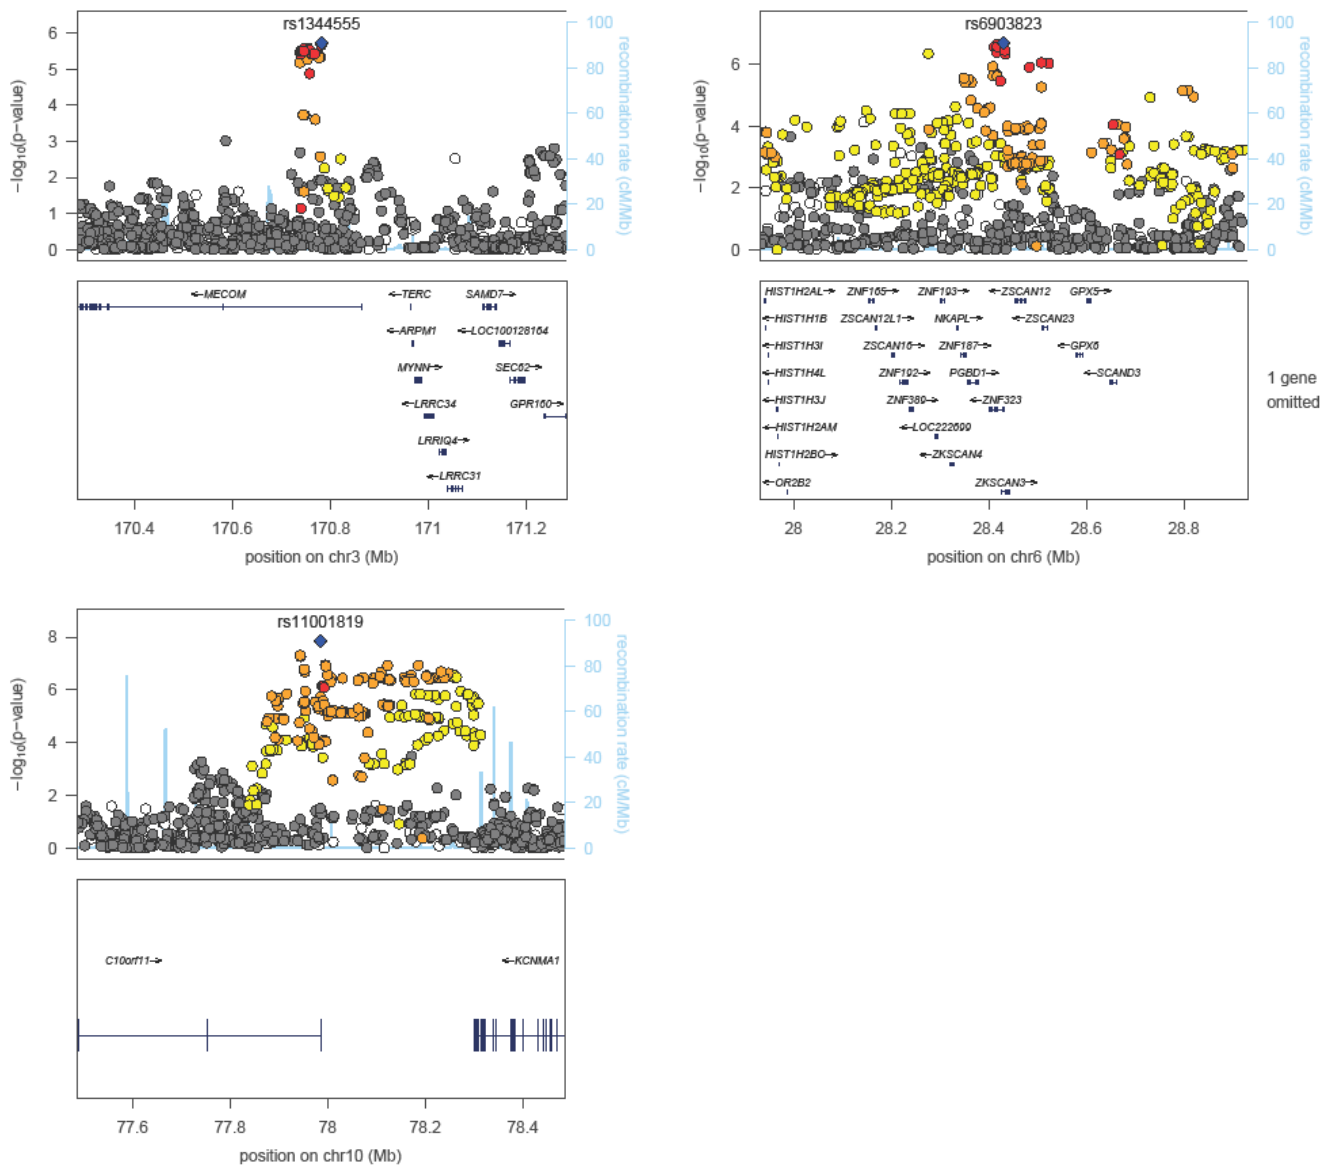 rs1344555
6
5
4
3
2
1
0
−log10(p−value)
100
80
60
40
20
0
recombination rate (cM/Mb)
←MECOM
←TERC
SAMD7→
←ARPM1
←LOC100128164
MYNN→
SEC62→
←LRRC34
GPR160→
LRRIQ4→
←LRRC31
170.4
170.6
170.8
171
171.2
position on chr3 (Mb)
rs6903823
6
4
2
0
−log10(p−value)
100
80
60
40
20
0
recombination rate (cM/Mb)
HIST1H2AL→
ZNF165→
ZNF193→
←ZSCAN12
GPX5→
←HIST1H1B
ZSCAN12L1→
NKAPL→
←ZSCAN23
←HIST1H3I
ZSCAN16→
ZNF187→
←GPX6
←HIST1H4L
ZNF192→
PGBD1→
←SCAND3
←HIST1H3J
ZNF389→
←ZNF323
←HIST1H2AM
←LOC222699
HIST1H2BO→
←ZKSCAN4
←OR2B2
ZKSCAN3→
1 gene
omitted
28
28.2
28.4
28.6
28.8
position on chr6 (Mb)
rs11001819
8
6
4
2
0
−log10(p−value)
100
80
60
40
20
0
recombination rate (cM/Mb)
C10orf11→
←KCNMA1
77.6
77.8
78
78.2
78.4
position on chr10 (Mb)